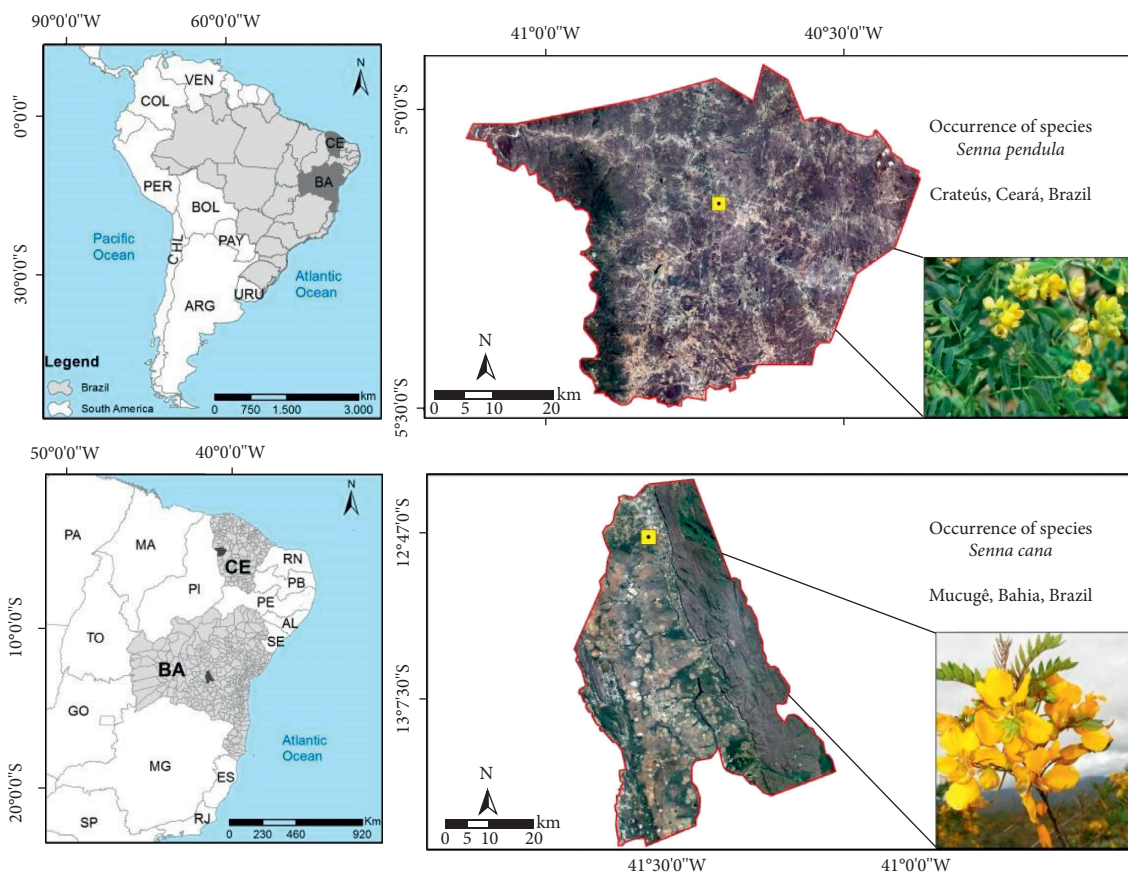 90°0'0"W
60°0'0"W
0°0'0"
30°0'0"S
N
VEN
COL
CE
PER
BA
BOL
Pacific
Ocean
CHL
PAY
Atlantic
Ocean
URU
ARG
Legend
Brazil
South America
km
0 750 1.500 3.000
41°0'0"W
40°30'0"W
5°0'0"S
5°30'0"S
Occurrence of species
Senna pendula
Crateús, Ceará, Brazil
N
km
0 5 10 20
50°0'0"W
40°0'0"W
10°0'0"S
20°0'0"S
N
PA
MA
CE
RN
PI
PB
PE
AL
TO
SE
BA
GO
Atlantic
Ocean
MG
ES
SP
RJ
Km
0 230 460 920
12°47'0"S
13°7'30"S
Occurrence of species
Senna cana
Mucugê, Bahia, Brazil
N
km
0 5 10 20
41°30'0"W
41°0'0"W